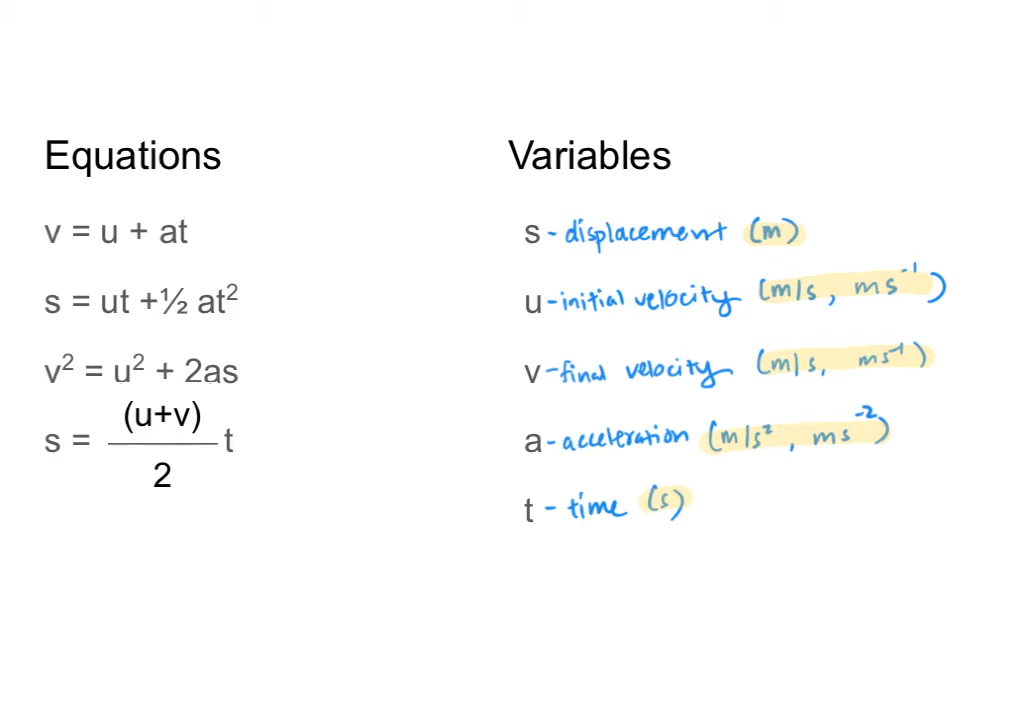 Equations
v = u + at
s = ut +½ at²
v² = u² + 2as
s = (u+v)/2 t
Variables
s - displacement (m)
u - initial velocity (m/s, ms⁻¹)
v - final velocity (m/s, ms⁻¹)
a - acceleration (m/s², ms⁻²)
t - time (s)